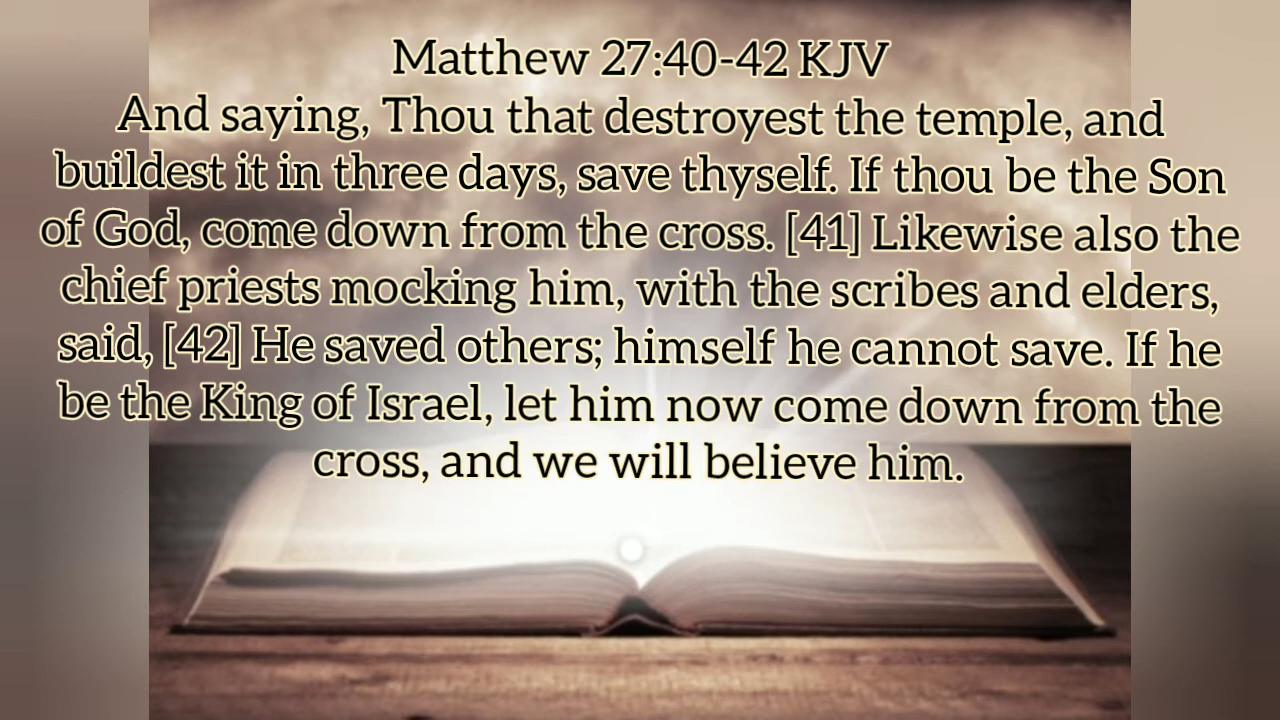 Matthew 27:40-42 KJV
And saying, Thou that destroyest the temple, and
buildest it in three days, save thyself. If thou be the Son
of God, come down from the cross. [41] Likewise also the
chief priests mocking him, with the scribes and elders,
said, [42] He saved others; himself he cannot save. If he
be the King of Israel, let him now come down from the
cross, and we will believe him.